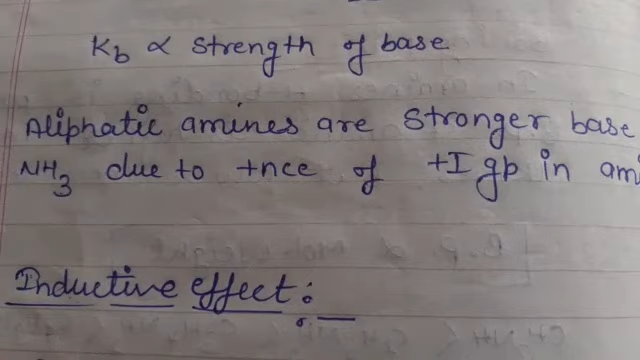 Kb ∝ strength of base
Aliphatic amines are stronger base
NH3 due to +nce of +I gp in am
Inductive effect :-